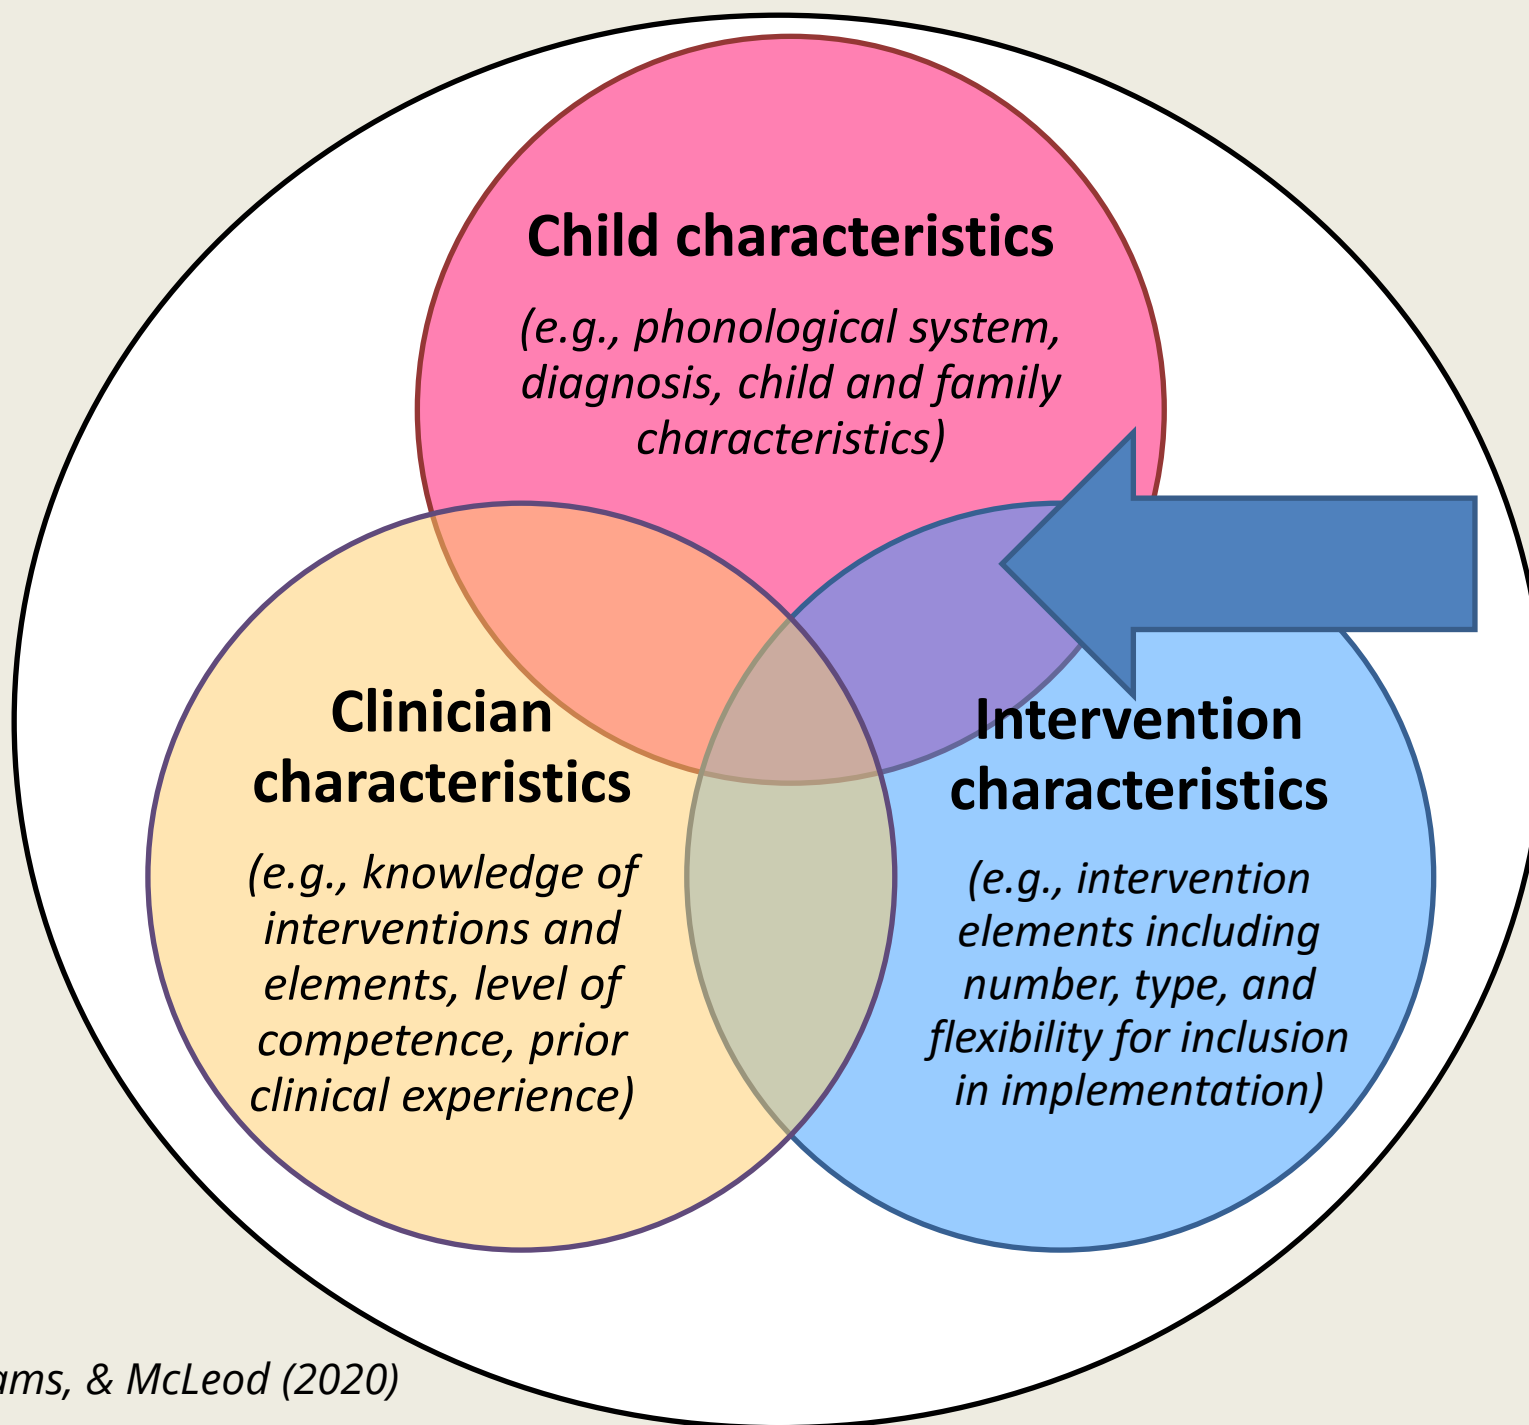 Child characteristics
(e.g., phonological system,
diagnosis, child and family
characteristics)
Clinician
characteristics
(e.g., knowledge of
interventions and
elements, level of
competence, prior
clinical experience)
Intervention
characteristics
(e.g., intervention
elements including
number, type, and
flexibility for inclusion
in implementation)
& McLeod (2020)